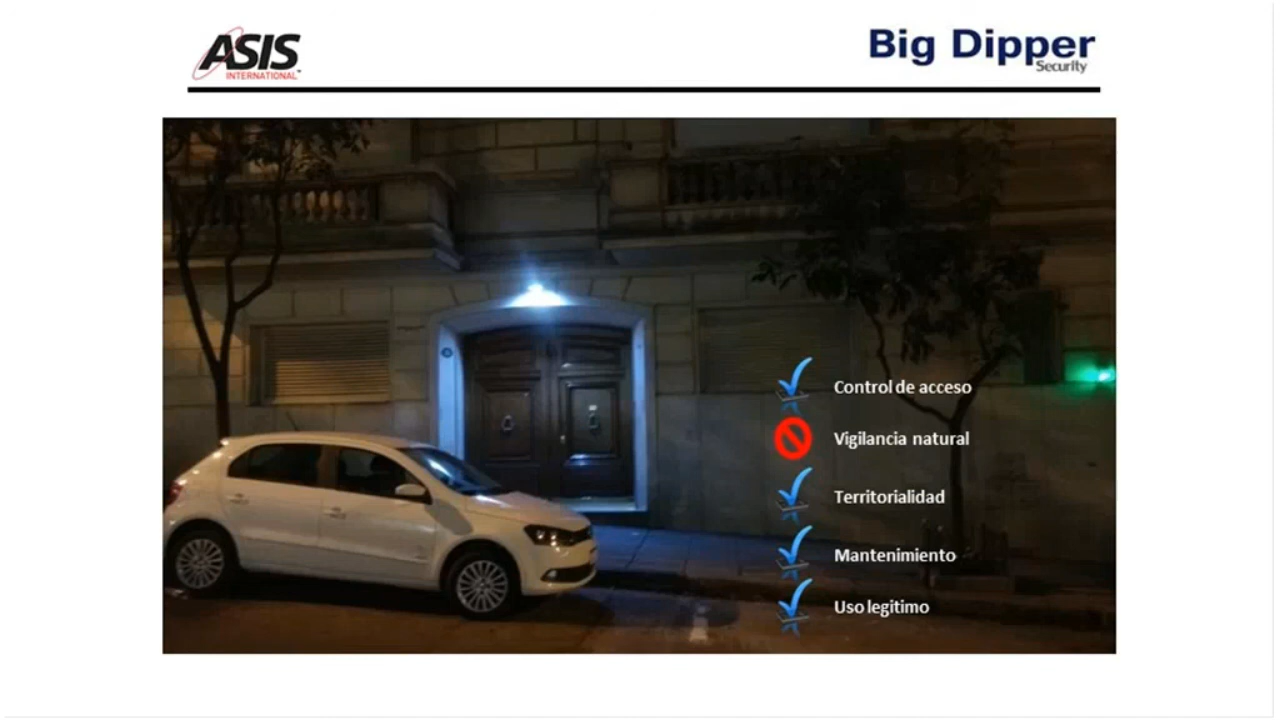 ASIS
INTERNATIONAL
Big Dipper
Security
Control de acceso
Vigilancia natural
Territorialidad
Mantenimiento
Uso legitimo